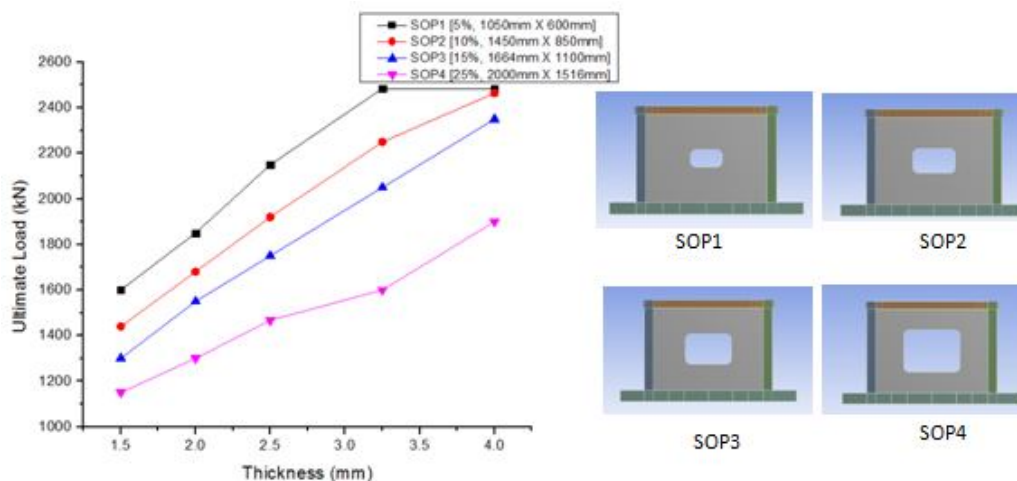 SOP1 [5%, 1050mm X 600mm]
SOP2 [10%, 1450mm X 850mm]
SOP3 [15%, 1664mm X 1100mm]
SOP4 [25%, 2000mm X 1516mm]
2600
2400
2200
2000
1800
1600
1400
1200
1000
Ultimate Load (kN)
1.5 2.0 2.5 3.0 3.5 4.0
Thickness (mm)
SOP1 SOP2
SOP3 SOP4